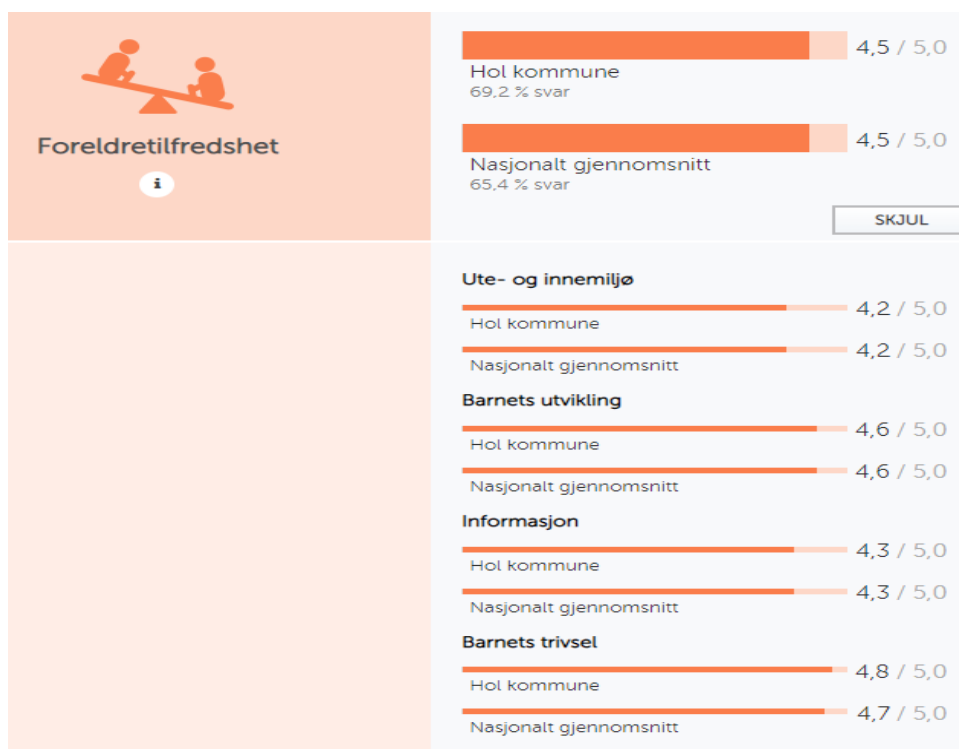 Foreldretilfredshet
i
4,5 / 5,0
Hol kommune
69,2 % svar
4,5 / 5,0
Nasjonalt gjennomsnitt
65,4 % svar
SKJUL
Ute- og innemiljø
4,2 / 5,0
Hol kommune
4,2 / 5,0
Nasjonalt gjennomsnitt
Barnets utvikling
4,6 / 5,0
Hol kommune
4,6 / 5,0
Nasjonalt gjennomsnitt
Informasjon
4,3 / 5,0
Hol kommune
4,3 / 5,0
Nasjonalt gjennomsnitt
Barnets trivsel
4,8 / 5,0
Hol kommune
4,7 / 5,0
Nasjonalt gjennomsnitt